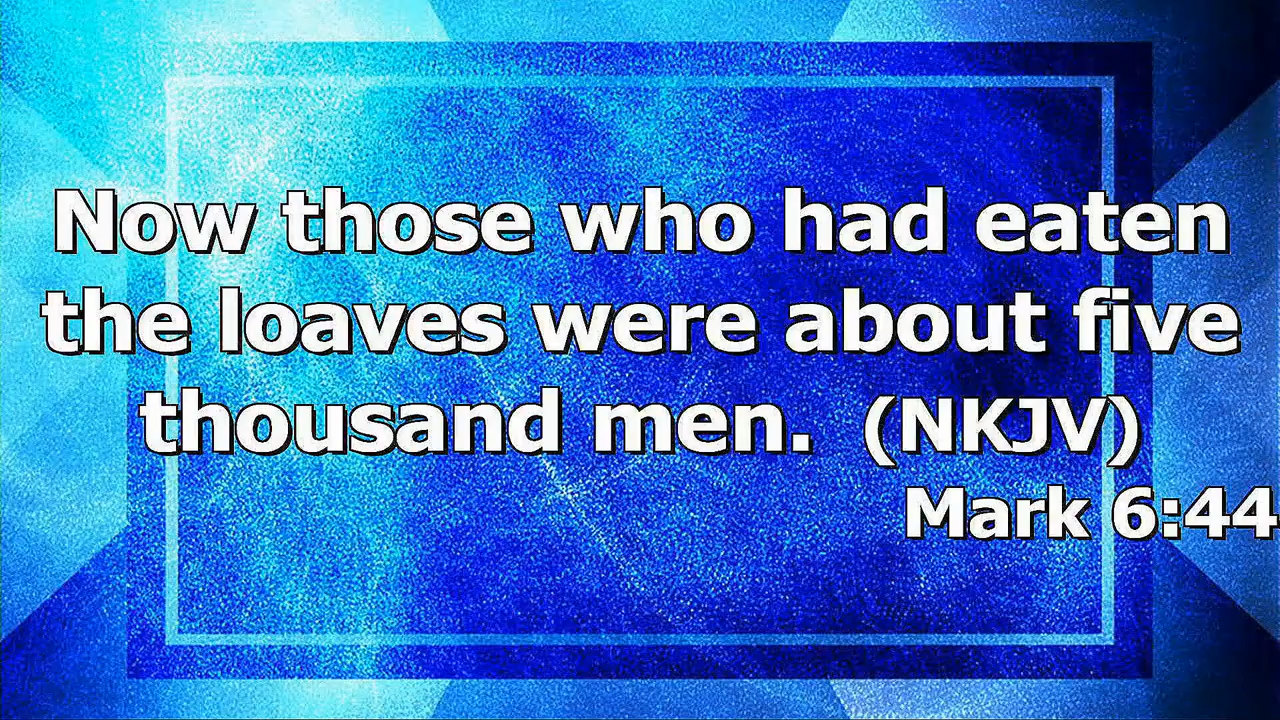 Now those who had eaten
the loaves were about five
thousand men.  (NKJV)
Mark 6:44